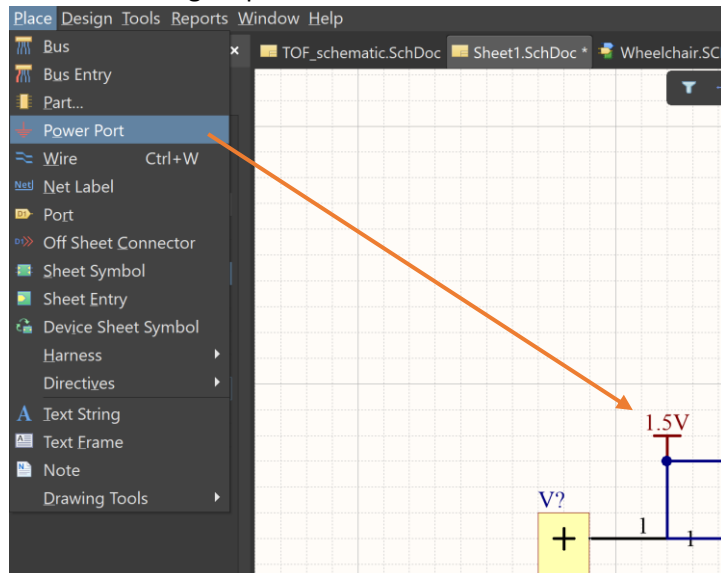 Place Design Tools Reports Window Help
Bus
TOF_schematic.SchDoc Sheet1.SchDoc * Wheelchair.SC
Bus Entry
Part...
Power Port
Wire Ctrl+W
Net Label
Port
Off Sheet Connector
Sheet Symbol
Sheet Entry
Device Sheet Symbol
Harness
Directives
Text String
Text Frame
Note
Drawing Tools
1.5V
V?
+
1
1